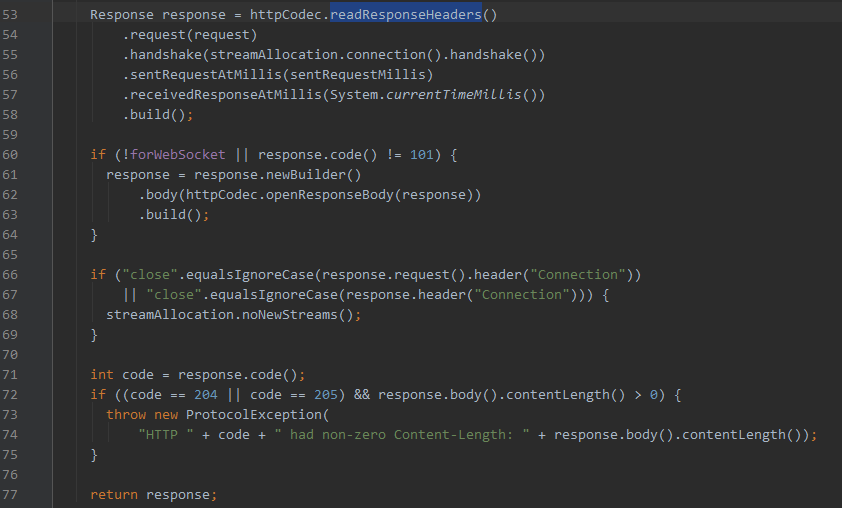 53 Response response = httpCodec.readResponseHeaders()
54 .request(request)
55 .handshake(streamAllocation.connection().handshake())
56 .sentRequestAtMillis(sentRequestMillis)
57 .receivedResponseAtMillis(System.currentTimeMillis())
58 .build();
59
60 if (!forWebSocket || response.code() != 101) {
61 response = response.newBuilder()
62 .body(httpCodec.openResponseBody(response))
63 .build();
64 }
65
66 if ("close".equalsIgnoreCase(response.request().header("Connection"))
67 || "close".equalsIgnoreCase(response.header("Connection"))) {
68 streamAllocation.noNewStreams();
69 }
70
71 int code = response.code();
72 if ((code == 204 || code == 205) && response.body().contentLength() > 0) {
73 throw new ProtocolException(
74 "HTTP " + code + " had non-zero Content-Length: " + response.body().contentLength());
75 }
76
77 return response;